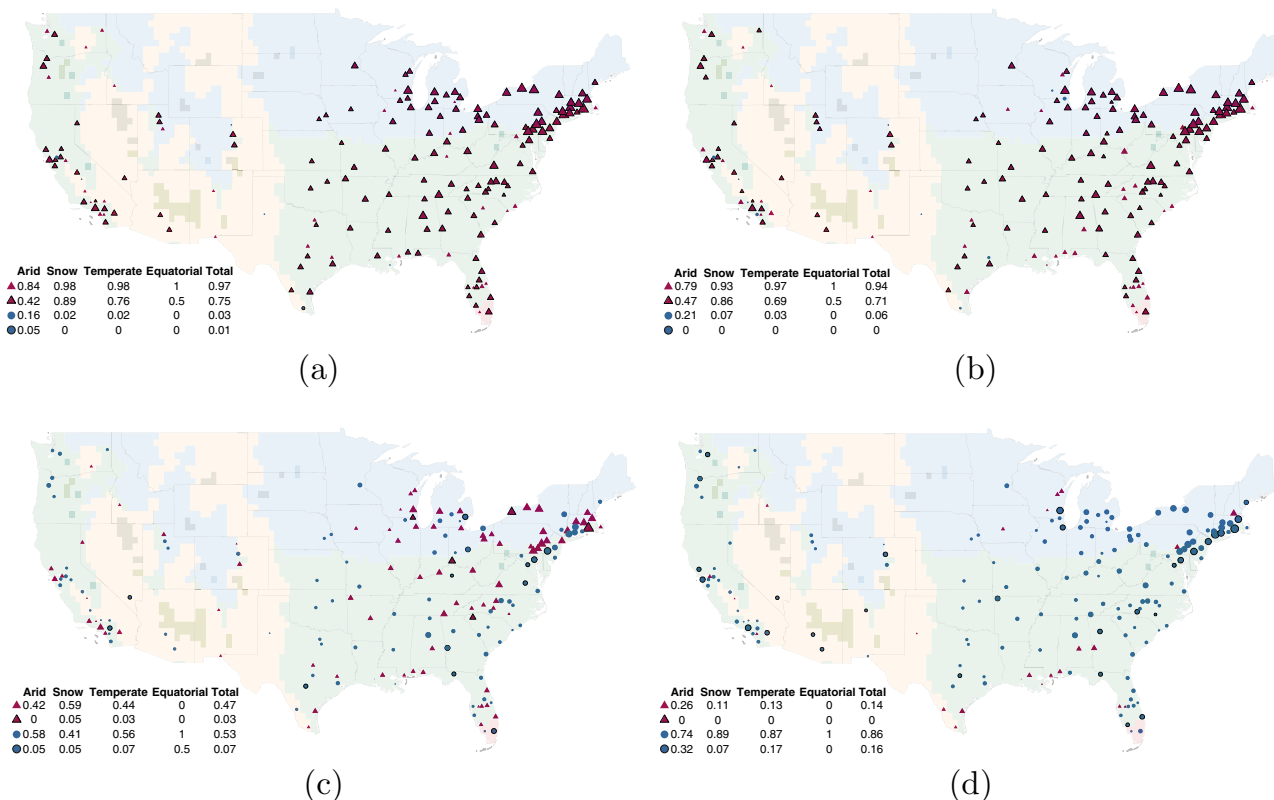 Arid Snow Temperate Equatorial Total
0.84 0.98 0.98 1 0.97
0.42 0.89 0.76 0.5 0.75
0.16 0.02 0.02 0 0.03
0.05 0 0 0 0.01
(a)
Arid Snow Temperate Equatorial Total
0.79 0.93 0.97 1 0.94
0.47 0.86 0.69 0.5 0.71
0.21 0.07 0.03 0 0.06
0 0 0 0 0
(b)
Arid Snow Temperate Equatorial Total
0.42 0.59 0.44 0 0.47
0 0.05 0.03 0 0.03
0.58 0.41 0.56 1 0.53
0.05 0.05 0.07 0.5 0.07
(c)
Arid Snow Temperate Equatorial Total
0.26 0.11 0.13 0 0.14
0 0 0 0 0
0.74 0.89 0.87 1 0.86
0.32 0.07 0.17 0 0.16
(d)